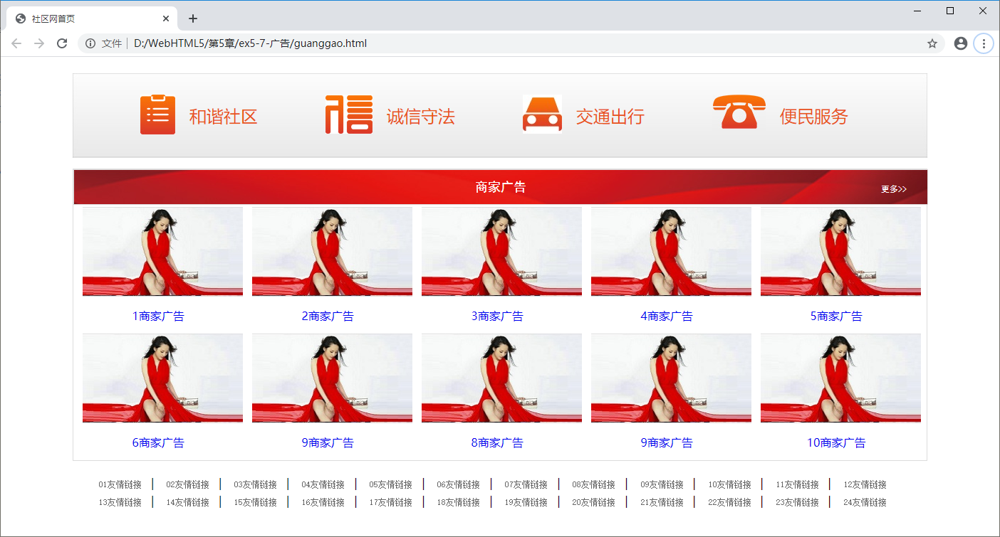 社区网首页
文件 D:/WebHTML5/第5章/ex5-7-广告/guanggao.html
和谐社区 诚信守法 交通出行 便民服务
商家广告 更多>>
1商家广告 2商家广告 3商家广告 4商家广告 5商家广告
6商家广告 9商家广告 8商家广告 9商家广告 10商家广告
01友情链接 | 02友情链接 | 03友情链接 | 04友情链接 | 05友情链接 | 06友情链接 | 07友情链接 | 08友情链接 | 09友情链接 | 10友情链接 | 11友情链接 | 12友情链接
13友情链接 | 14友情链接 | 15友情链接 | 16友情链接 | 17友情链接 | 18友情链接 | 19友情链接 | 20友情链接 | 21友情链接 | 22友情链接 | 23友情链接 | 24友情链接